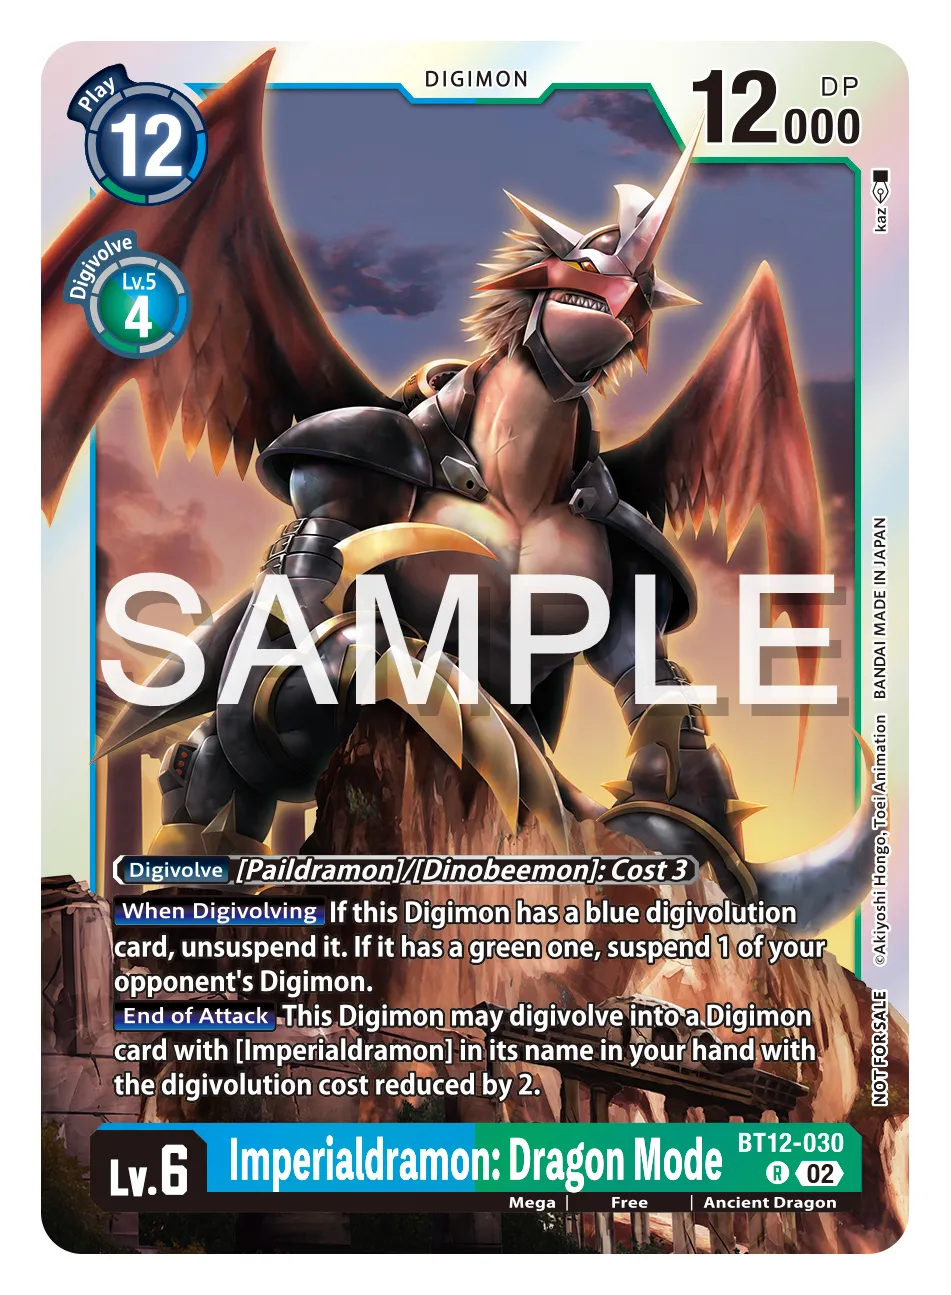 DIGIMON
Play
12
12000
DP
kaz
Digivolve
Lv.5
4
SAMPLE
BANDAI MADE IN JAPAN
©Akiyoshi Hongo, Toei Animation
NOT FOR SALE
Digivolve [Paildramon]/[Dinobeemon]: Cost 3
When Digivolving If this Digimon has a blue digivolution
card, unsuspend it. If it has a green one, suspend 1 of your
opponent's Digimon.
End of Attack This Digimon may digivolve into a Digimon
card with [Imperialdramon] in its name in your hand with
the digivolution cost reduced by 2.
Lv.6
Imperialdramon: Dragon Mode
BT12-030
R 02
Mega | Free | Ancient Dragon